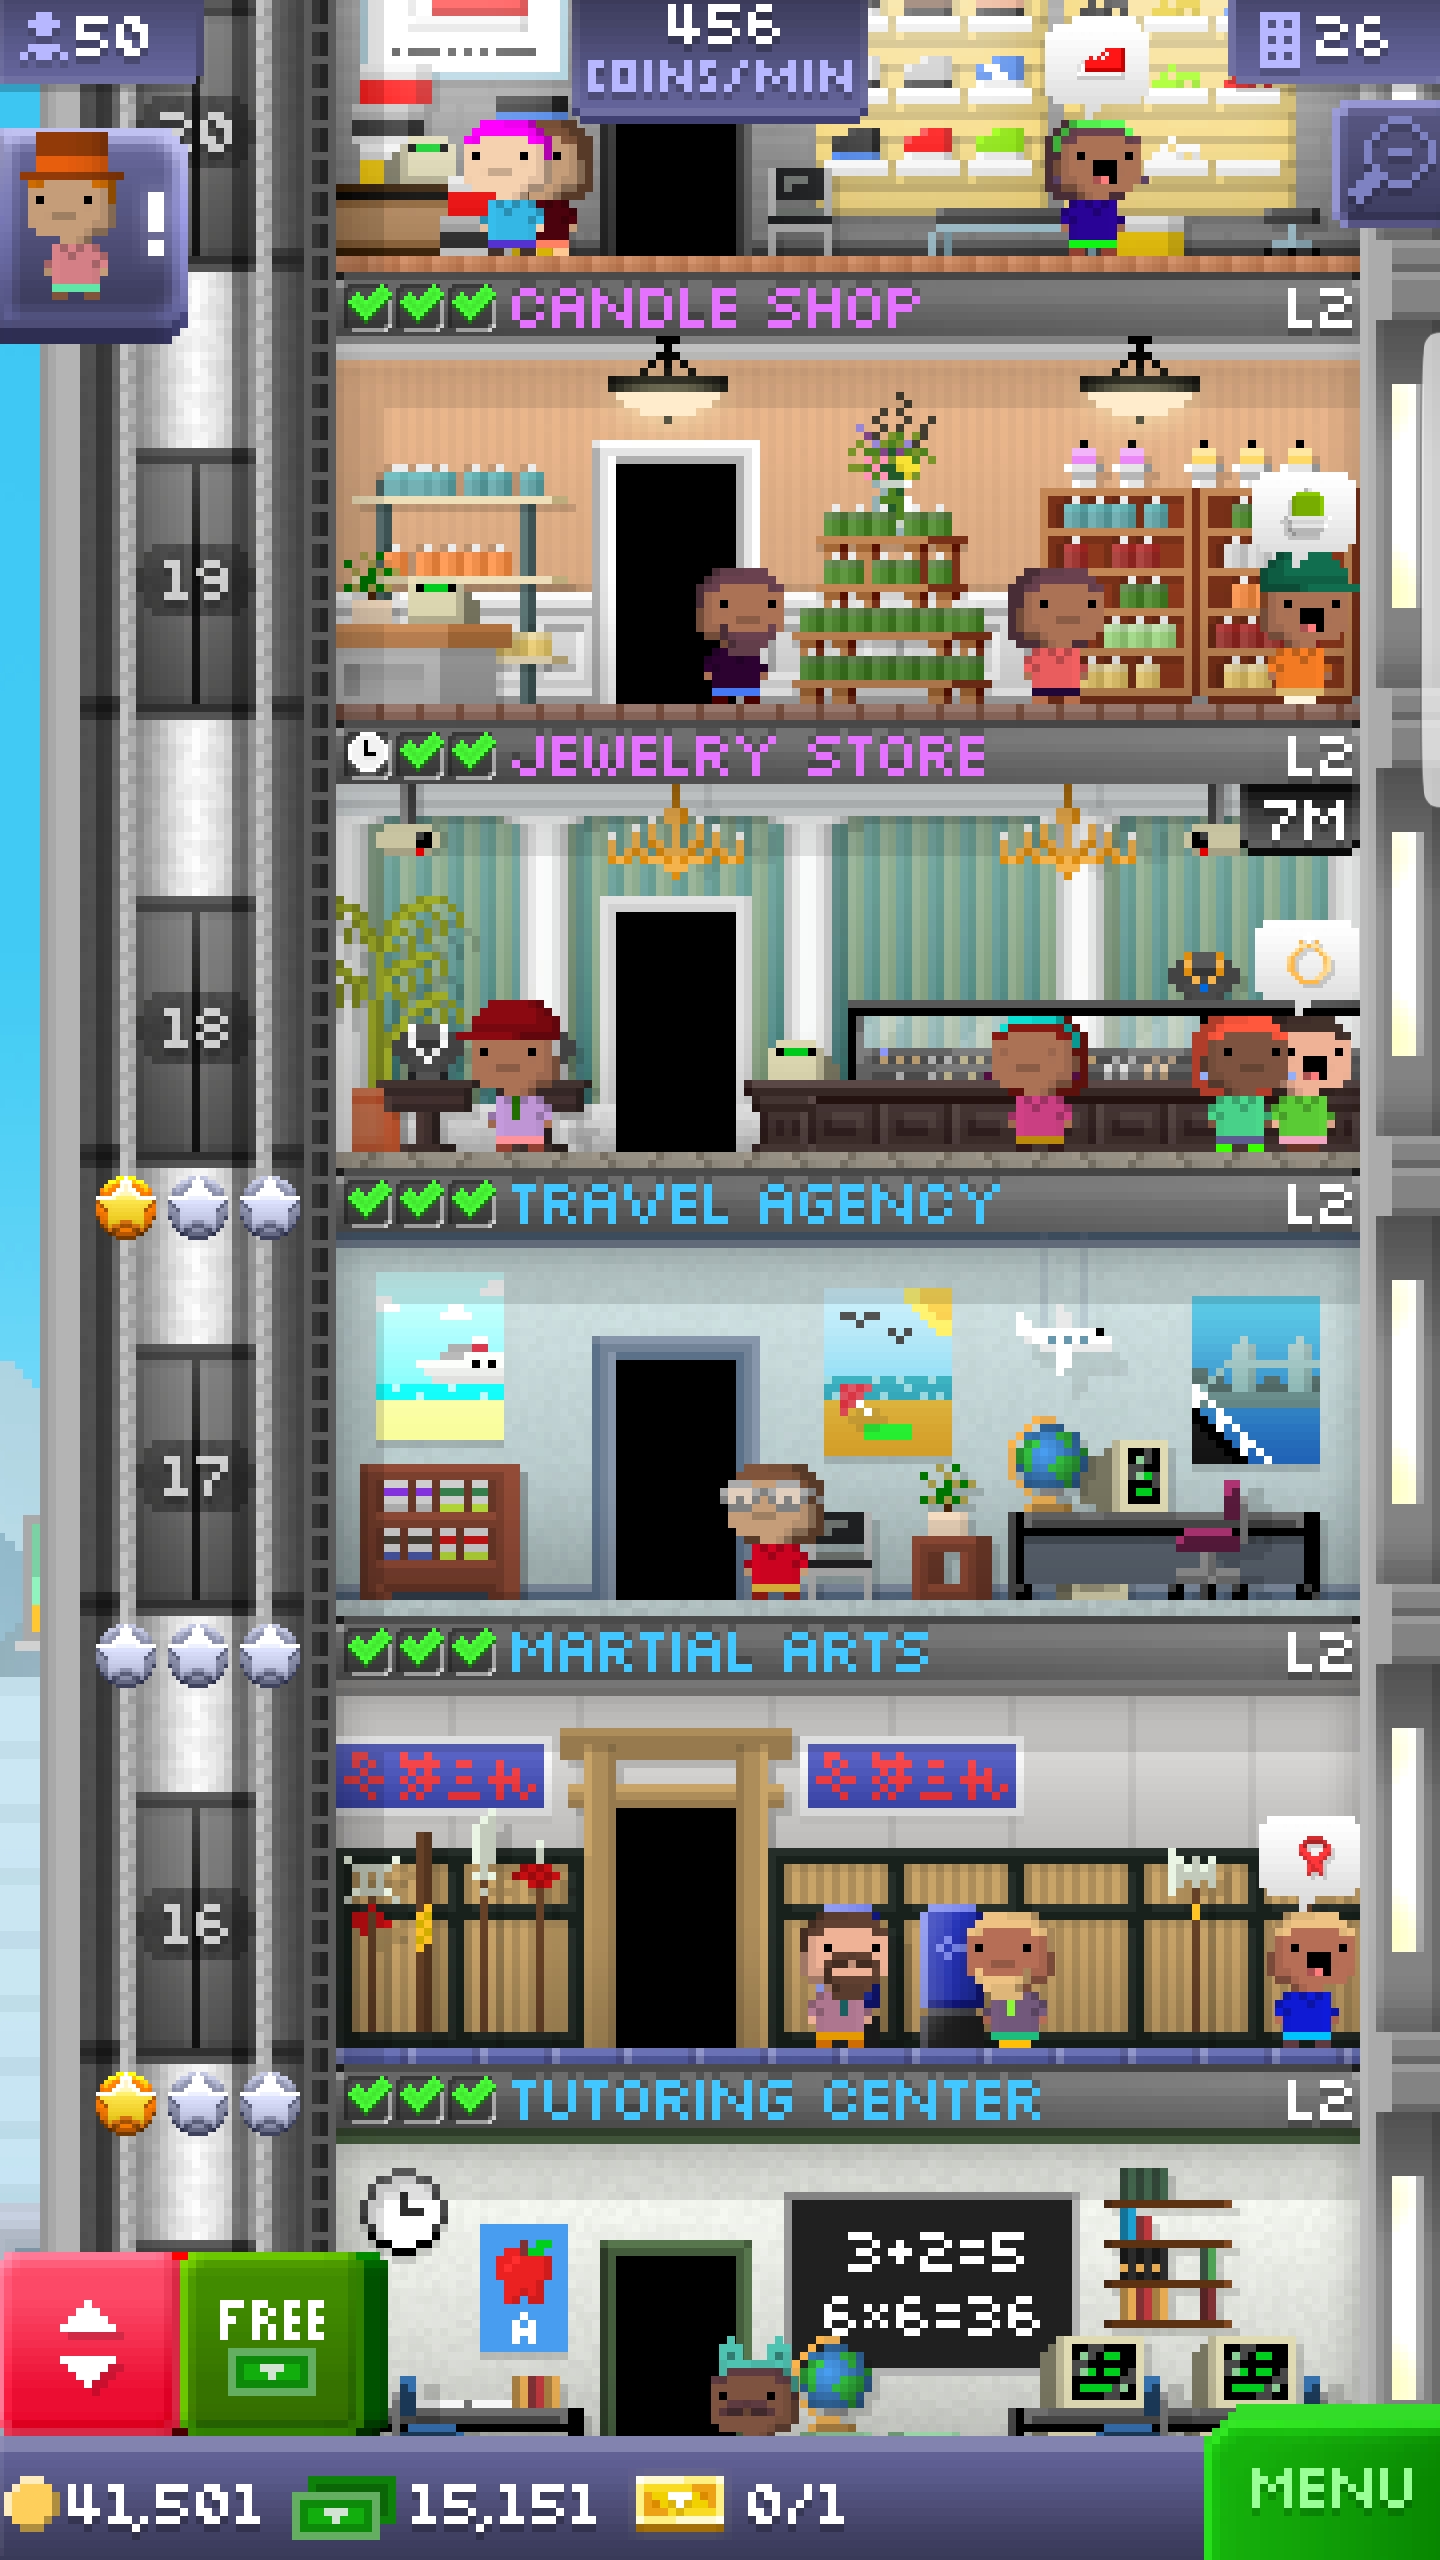 50
456
COINS/MIN
26
20
!
CANDLE SHOP L2
19
JEWELRY STORE L2
7M
18
TRAVEL AGENCY L2
17
MARTIAL ARTS L2
16
TUTORING CENTER L2
3+2=5
6×6=36
A
FREE
41,501 15,151 0/1
MENU